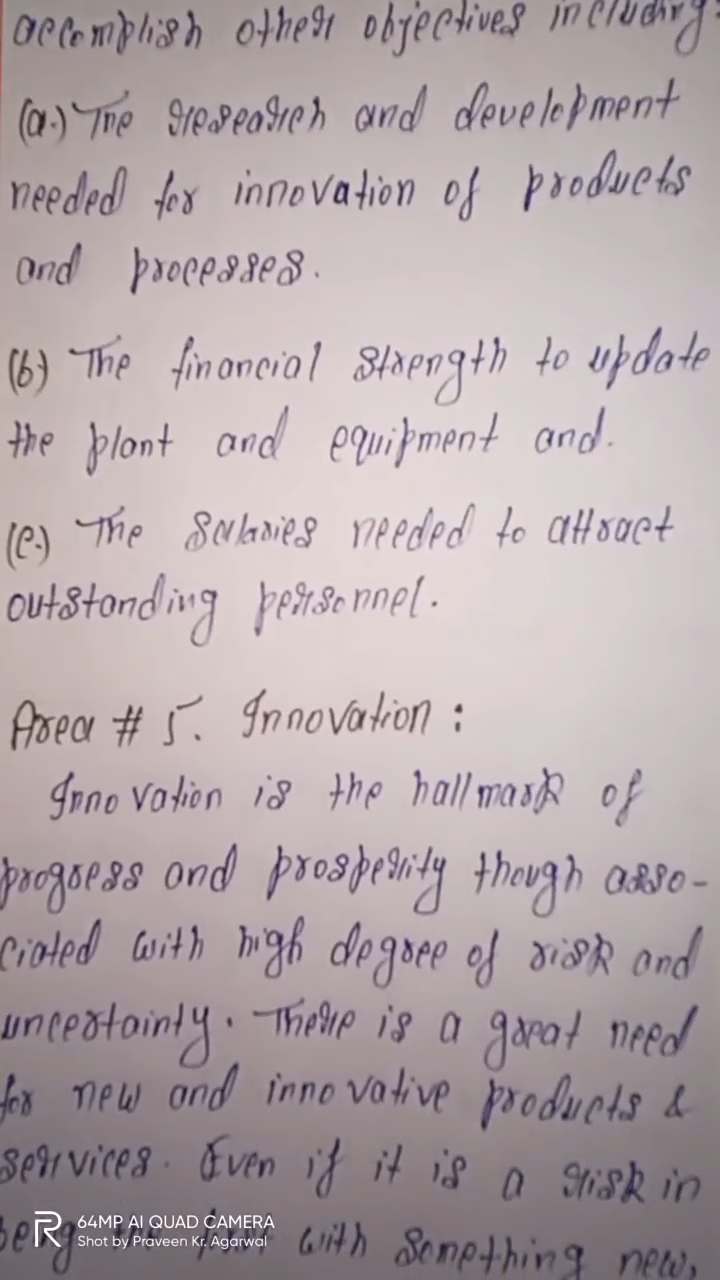 accomplish other objectives including:
(a.) The research and development
needed for innovation of products
and processes.
(b) The financial strength to update
the plant and equipment and.
(c.) The salaries needed to attract
outstanding personnel.
Area # 5. Innovation :
Innovation is the hallmark of
progress and prosperity though asso-
ciated with high degree of risk and
uncertainty. There is a great need
for new and innovative products &
services. Even if it is a risk in
being the first with something new,
64MP AI QUAD CAMERA
Shot by Praveen Kr. Agarwal